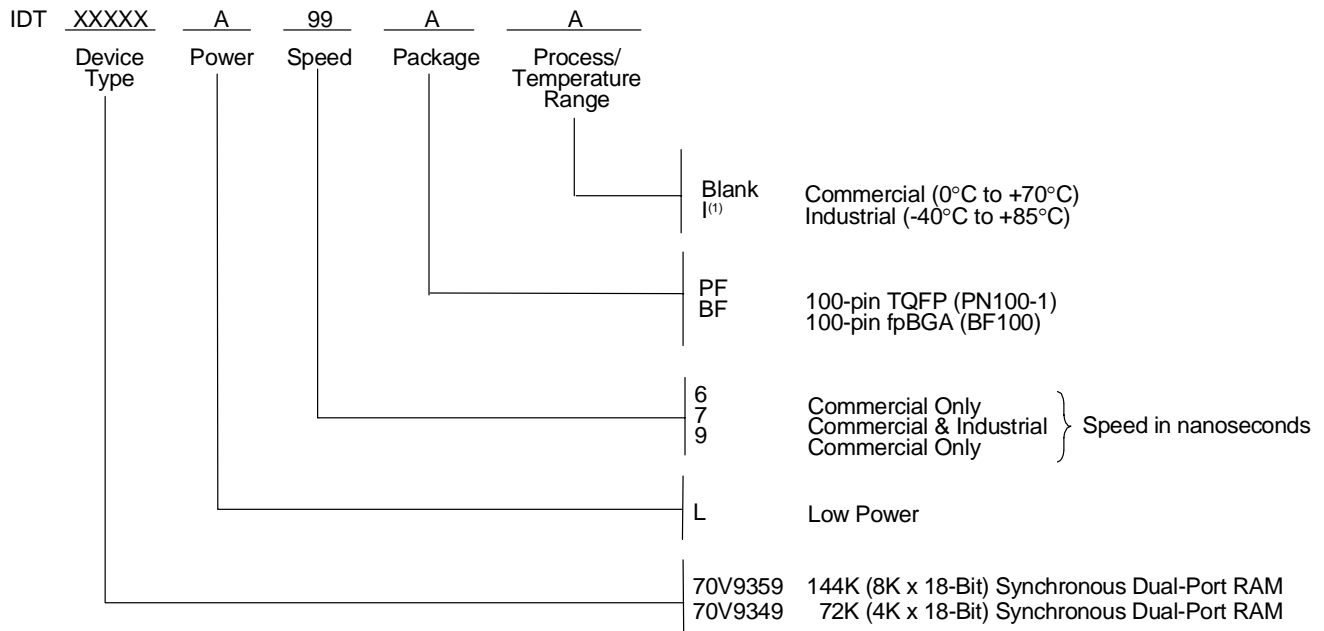 IDT XXXXX A 99 A A
Device Type Power Speed Package Process/ Temperature Range
Blank Commercial (0°C to +70°C)
I(1) Industrial (-40°C to +85°C)
PF 100-pin TQFP (PN100-1)
BF 100-pin fpBGA (BF100)
6 Commercial Only
7 Commercial & Industrial Speed in nanoseconds
9 Commercial Only
L Low Power
70V9359 144K (8K x 18-Bit) Synchronous Dual-Port RAM
70V9349 72K (4K x 18-Bit) Synchronous Dual-Port RAM